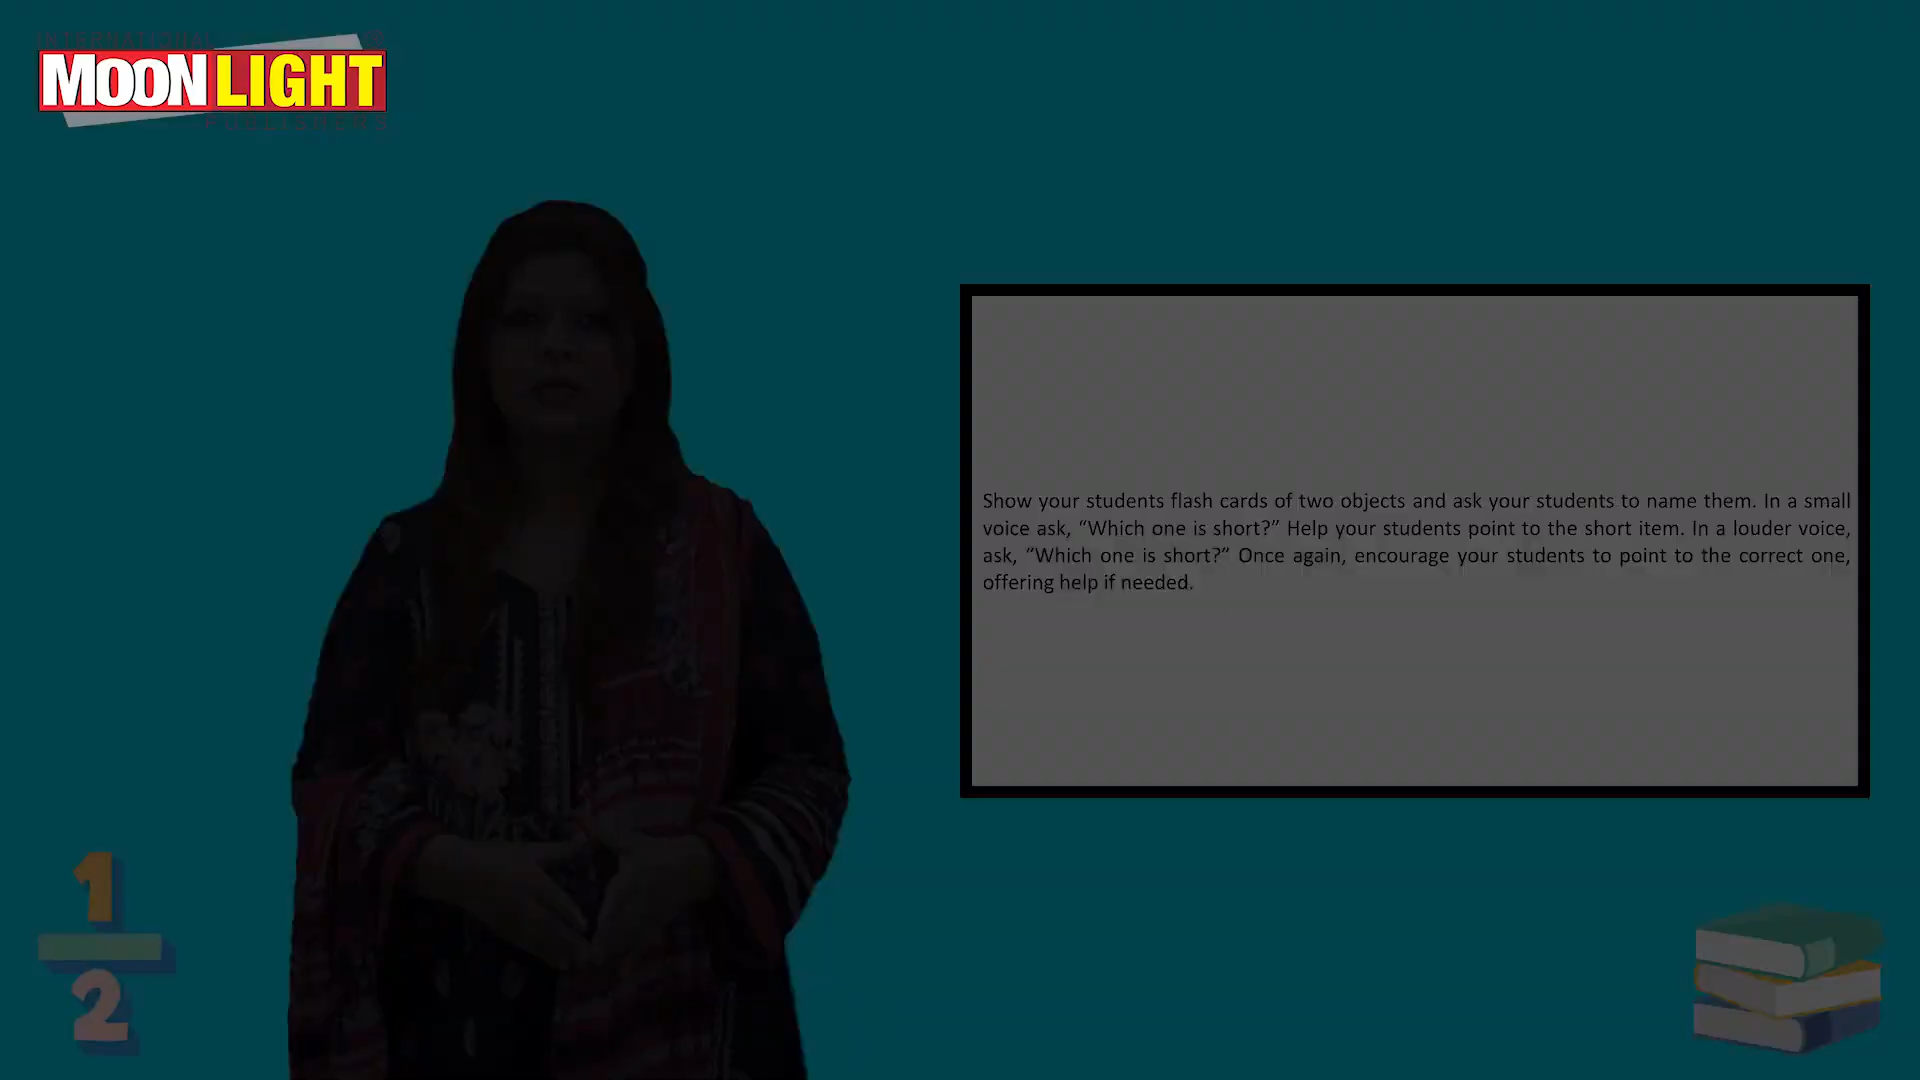 INTERNATIONAL
MOONLIGHT
PUBLISHERS
Show your students flash cards of two objects and ask your students to name them. In a small
voice ask, “Which one is short?” Help your students point to the short item. In a louder voice,
ask, “Which one is short?” Once again, encourage your students to point to the correct one,
offering help if needed.
1
2